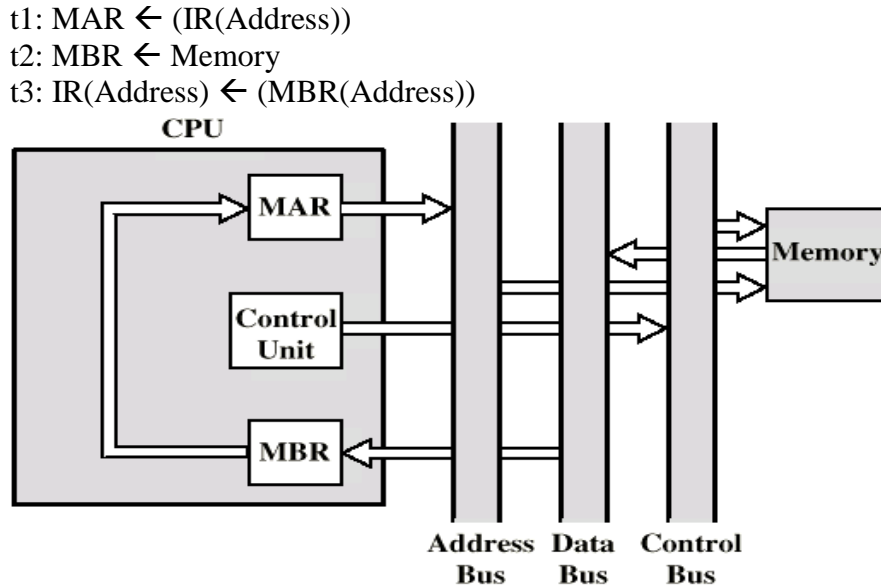 t1: MAR ← (IR(Address))
t2: MBR ← Memory
t3: IR(Address) ← (MBR(Address))
CPU
MAR
Memory
Control
Unit
MBR
Address Data Control
Bus Bus Bus